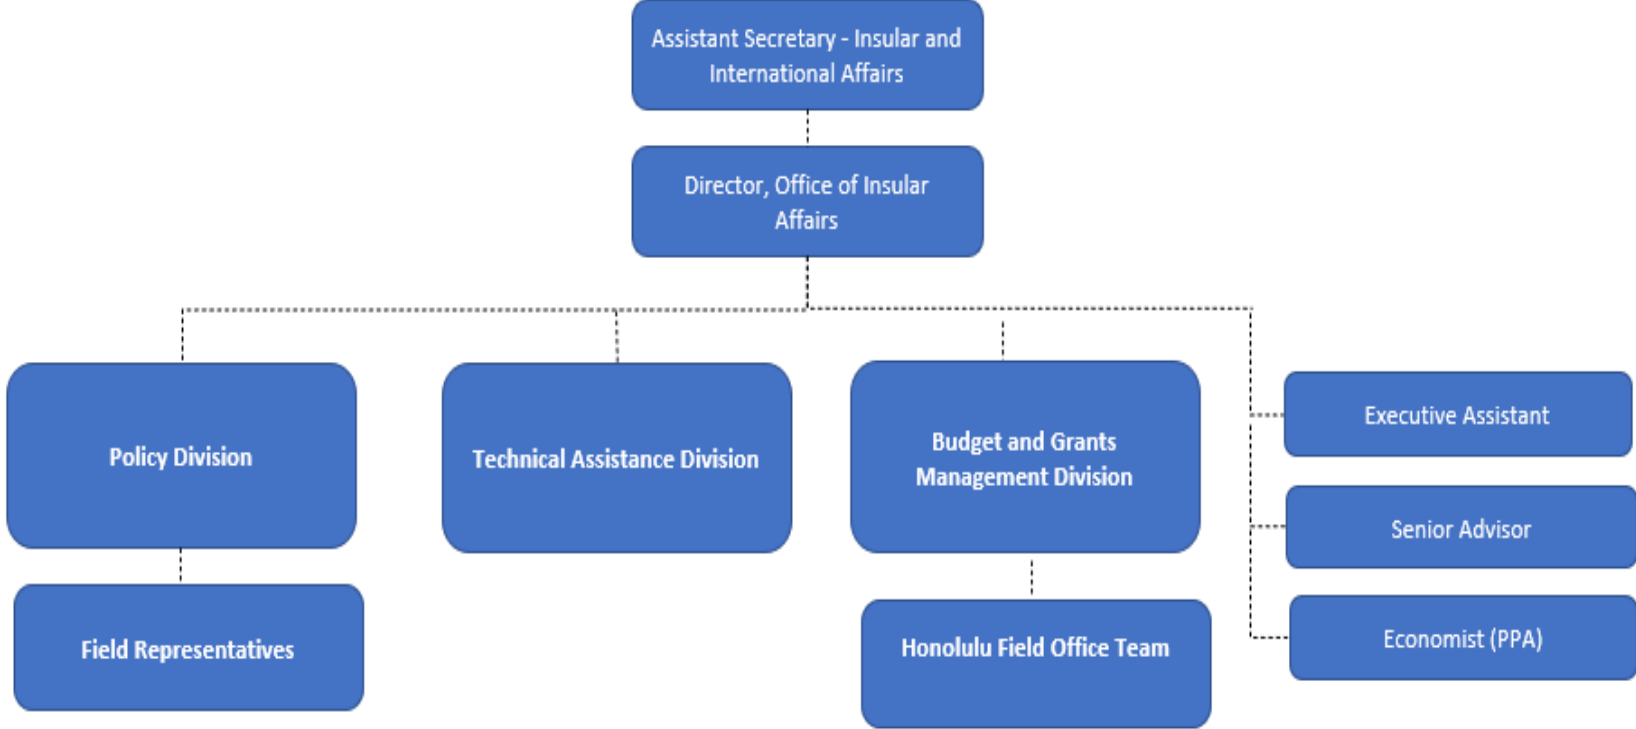 Assistant Secretary - Insular and
International Affairs
Director, Office of Insular
Affairs
Policy Division
Technical Assistance Division
Budget and Grants
Management Division
Executive Assistant
Senior Advisor
Economist (PPA)
Field Representatives
Honolulu Field Office Team